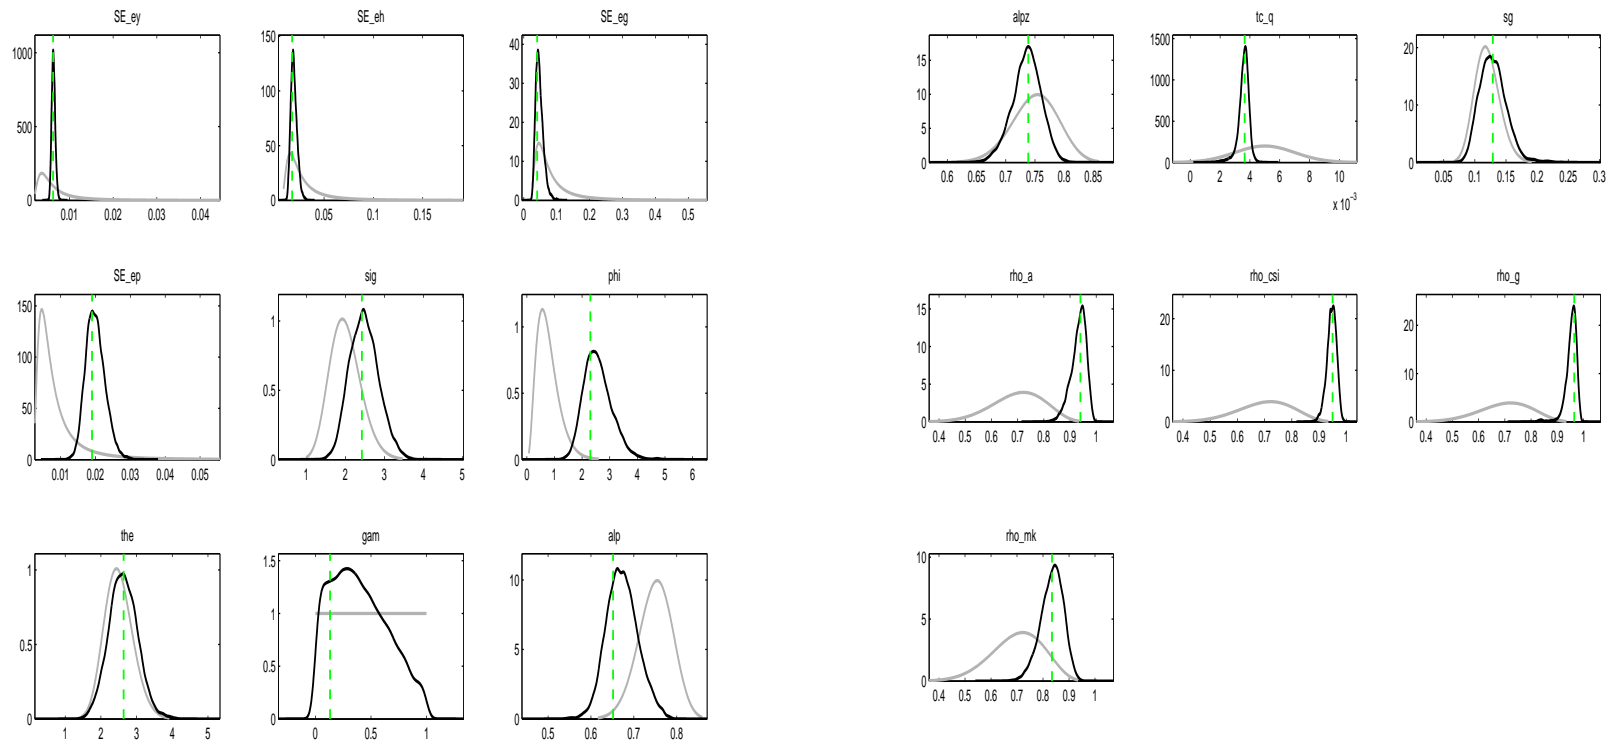 SE_ey
SE_eh
SE_eg
1000
500
0
0.01 0.02 0.03 0.04
150
100
50
0
0.05 0.1 0.15
40
30
20
10
0
0 0.1 0.2 0.3 0.4 0.5
alpz
tc_q
sg
15
10
5
0
0.6 0.65 0.7 0.75 0.8 0.85
1500
1000
500
0
0 2 4 6 8 10
x 10⁻³
20
10
0
0.05 0.1 0.15 0.2 0.25 0.3
SE_ep
sig
phi
150
100
50
0
0.01 0.02 0.03 0.04 0.05
1
0.5
0
1 2 3 4 5
1
0.5
0
0 1 2 3 4 5 6
rho_a
rho_csi
rho_g
15
10
5
0
0.4 0.5 0.6 0.7 0.8 0.9 1
20
10
0
0.4 0.5 0.6 0.7 0.8 0.9 1
20
10
0
0.4 0.5 0.6 0.7 0.8 0.9 1
the
gam
alp
1
0.5
0
1 2 3 4 5
1.5
1
0.5
0
0 0.5 1
10
5
0
0.5 0.6 0.7 0.8
rho_mk
10
5
0
0.4 0.5 0.6 0.7 0.8 0.9 1